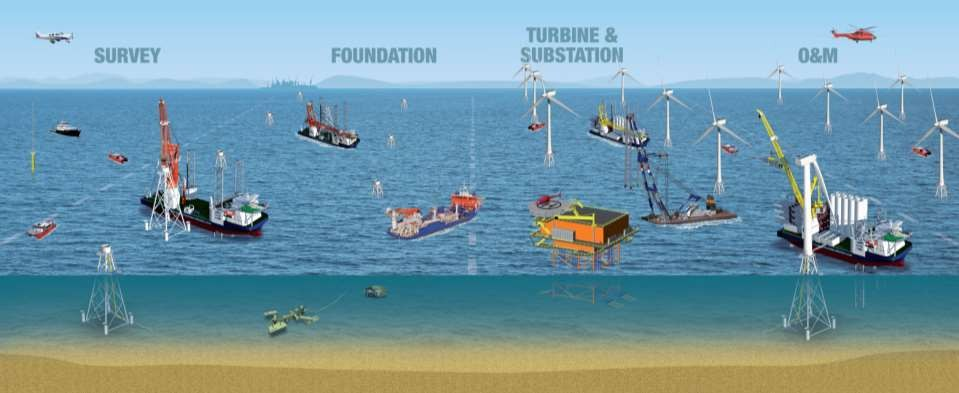 SURVEY
FOUNDATION
TURBINE &
SUBSTATION
O&M